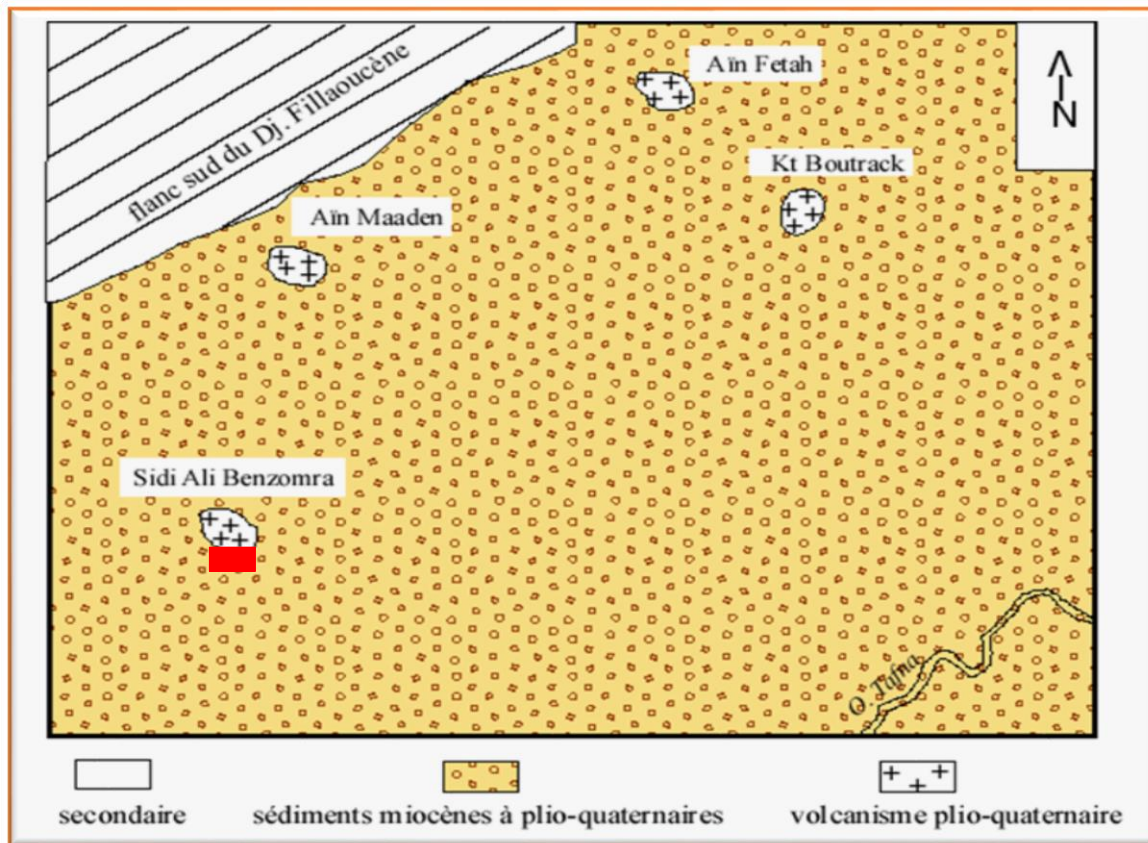 Aïn Fetah
flanc sud du Dj. Fillaoucène
N
Kt Boutrack
Aïn Maaden
Sidi Ali Benzomra
O. Tafna
secondaire
sédiments miocènes à plio-quaternaires
volcanisme plio-quaternaire